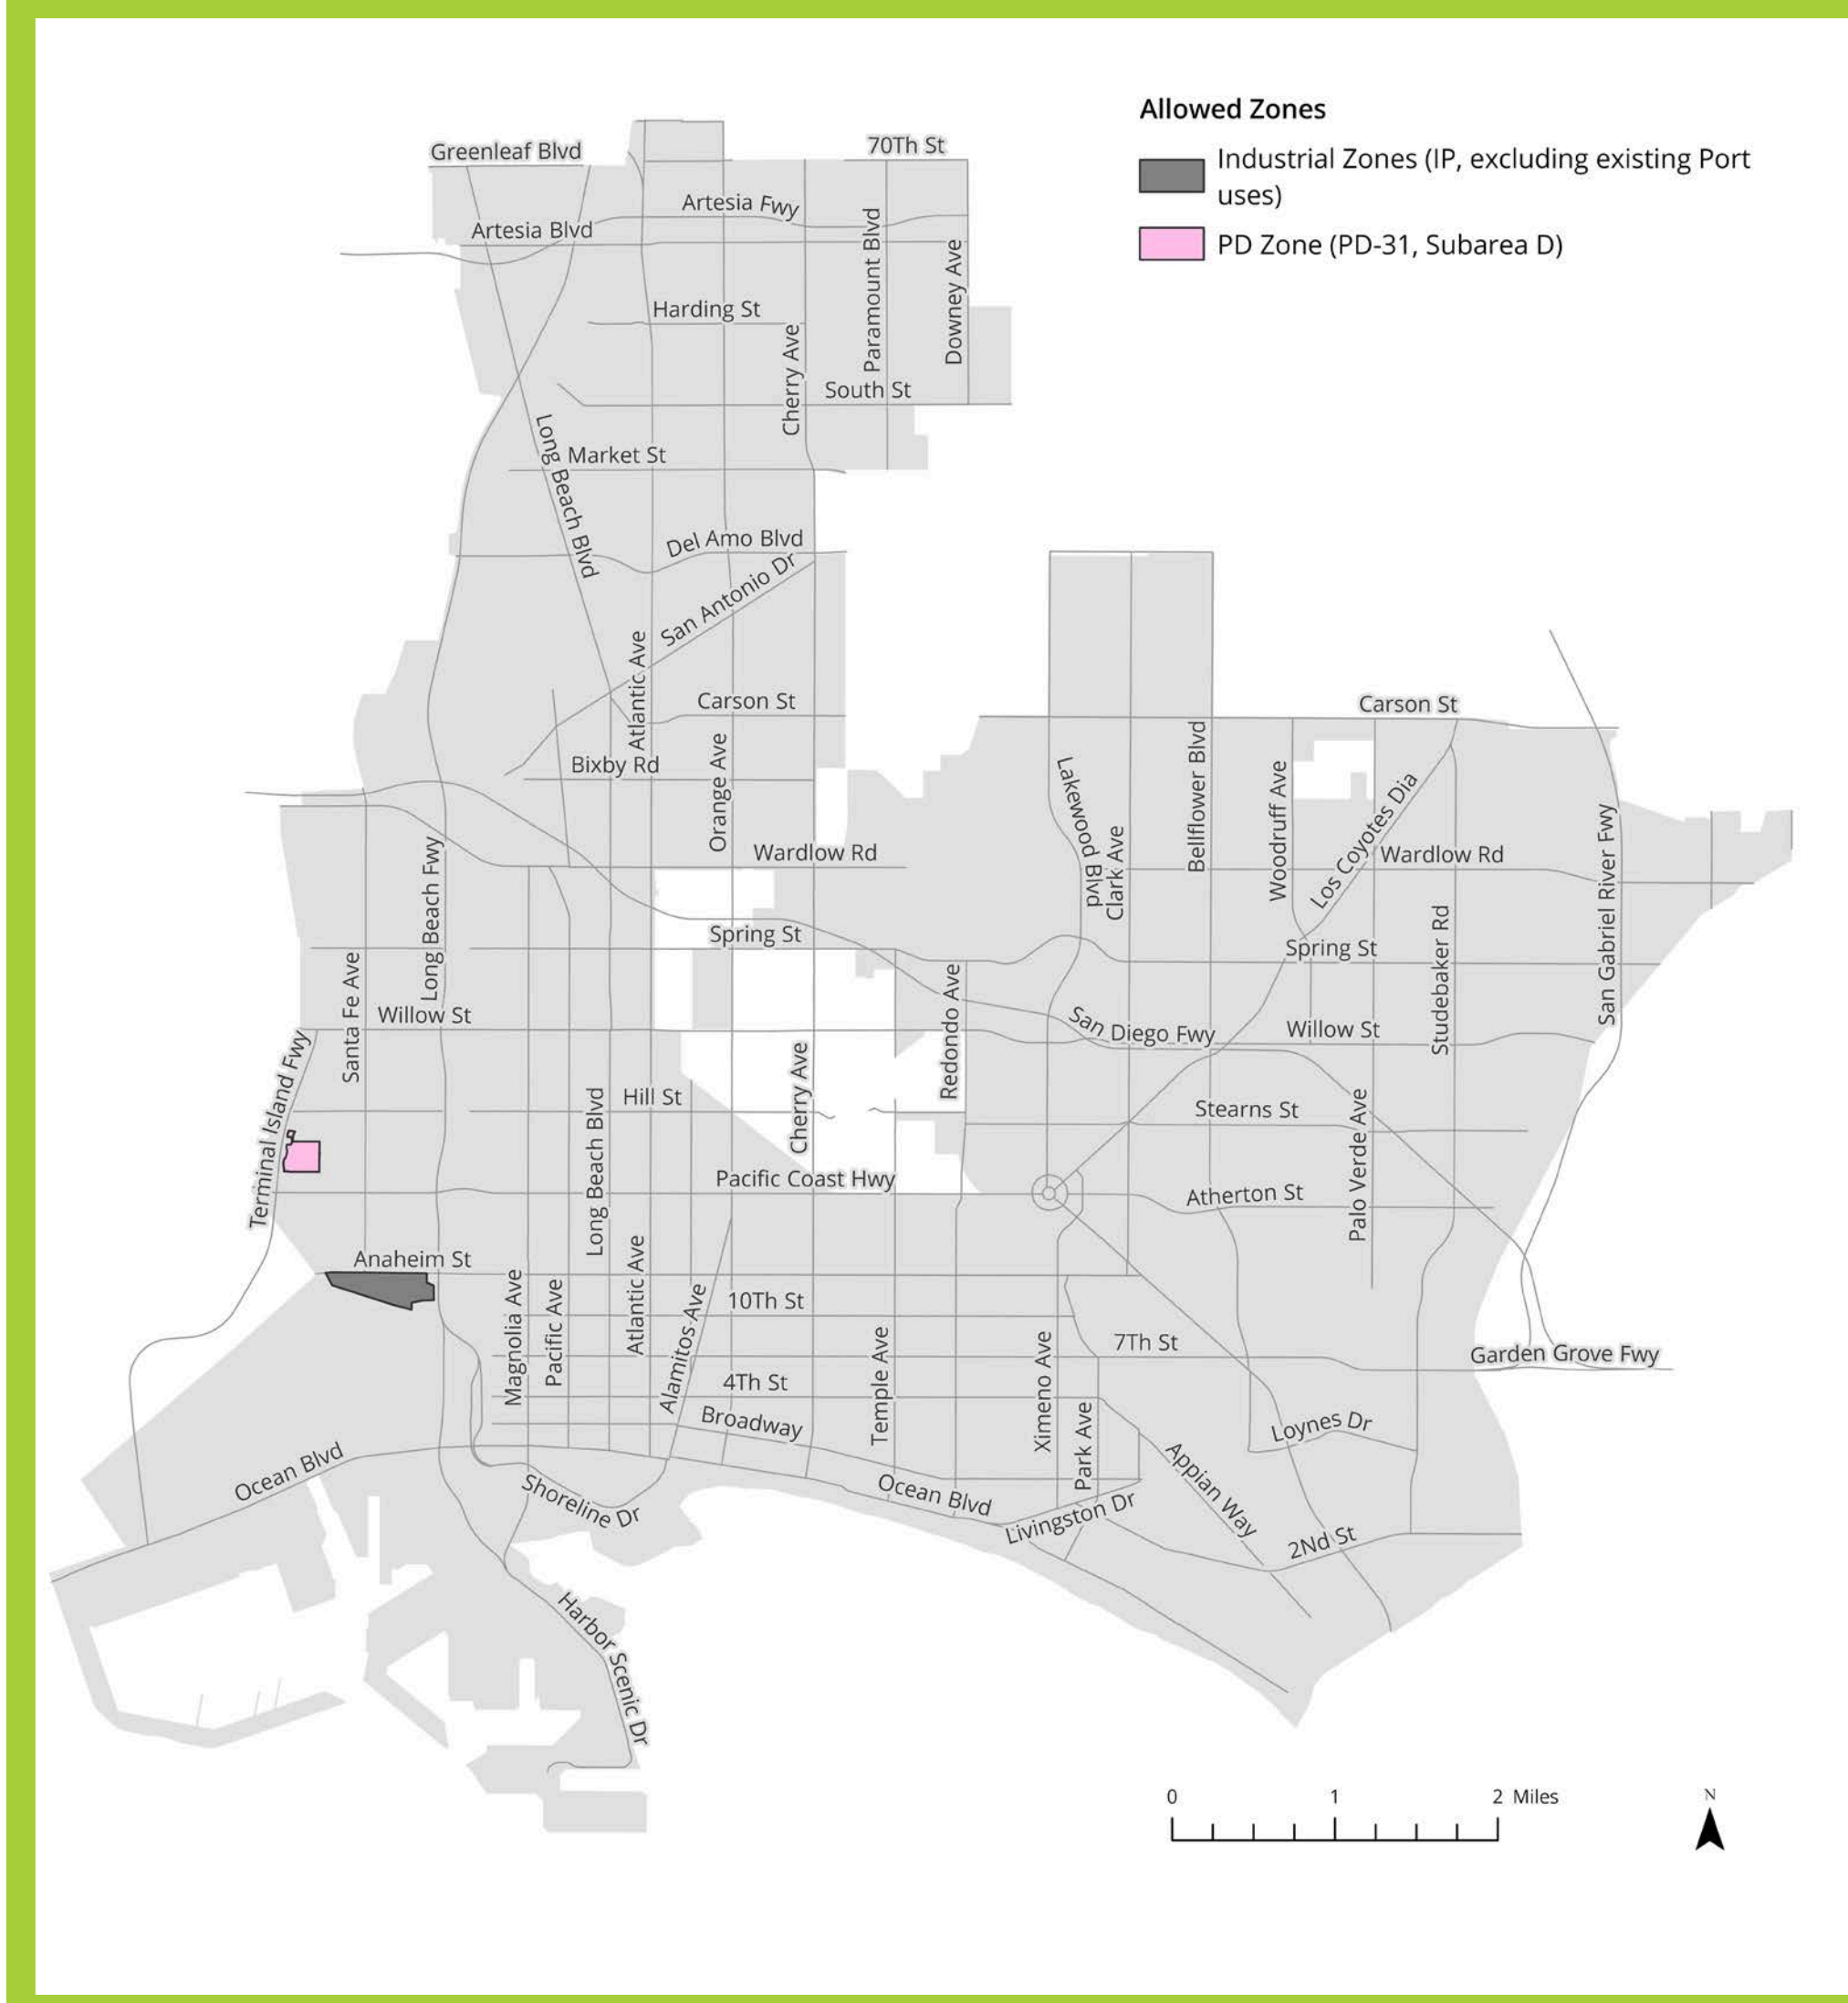 Allowed Zones
Industrial Zones (IP, excluding existing Port
uses)
PD Zone (PD-31, Subarea D)
Greenleaf Blvd
70Th St
Artesia Fwy
Artesia Blvd
Paramount Blvd
Downey Ave
Harding St
Cherry Ave
South St
Long Beach Blvd
Market St
Del Amo Blvd
San Antonio Dr
Atlantic Ave
Carson St
Carson St
Bixby Rd
Orange Ave
Lakewood Blvd
Clark Ave
Bellflower Blvd
Woodruff Ave
Los Coyotes Dia
Wardlow Rd
Wardlow Rd
San Gabriel River Fwy
Long Beach Fwy
Spring St
Spring St
Santa Fe Ave
Redondo Ave
Studebaker Rd
Willow St
San Diego Fwy
Willow St
Terminal Island Fwy
Cherry Ave
Hill St
Long Beach Blvd
Stearns St
Palo Verde Ave
Pacific Coast Hwy
Atherton St
Anaheim St
Magnolia Ave
Pacific Ave
Atlantic Ave
Alamitos Ave
10Th St
7Th St
Garden Grove Fwy
4Th St
Temple Ave
Ximeno Ave
Park Ave
Broadway
Loynes Dr
Appian Way
Ocean Blvd
Shoreline Dr
Ocean Blvd
Livingston Dr
2Nd St
Harbor Scenic Dr
0 1 2 Miles
N